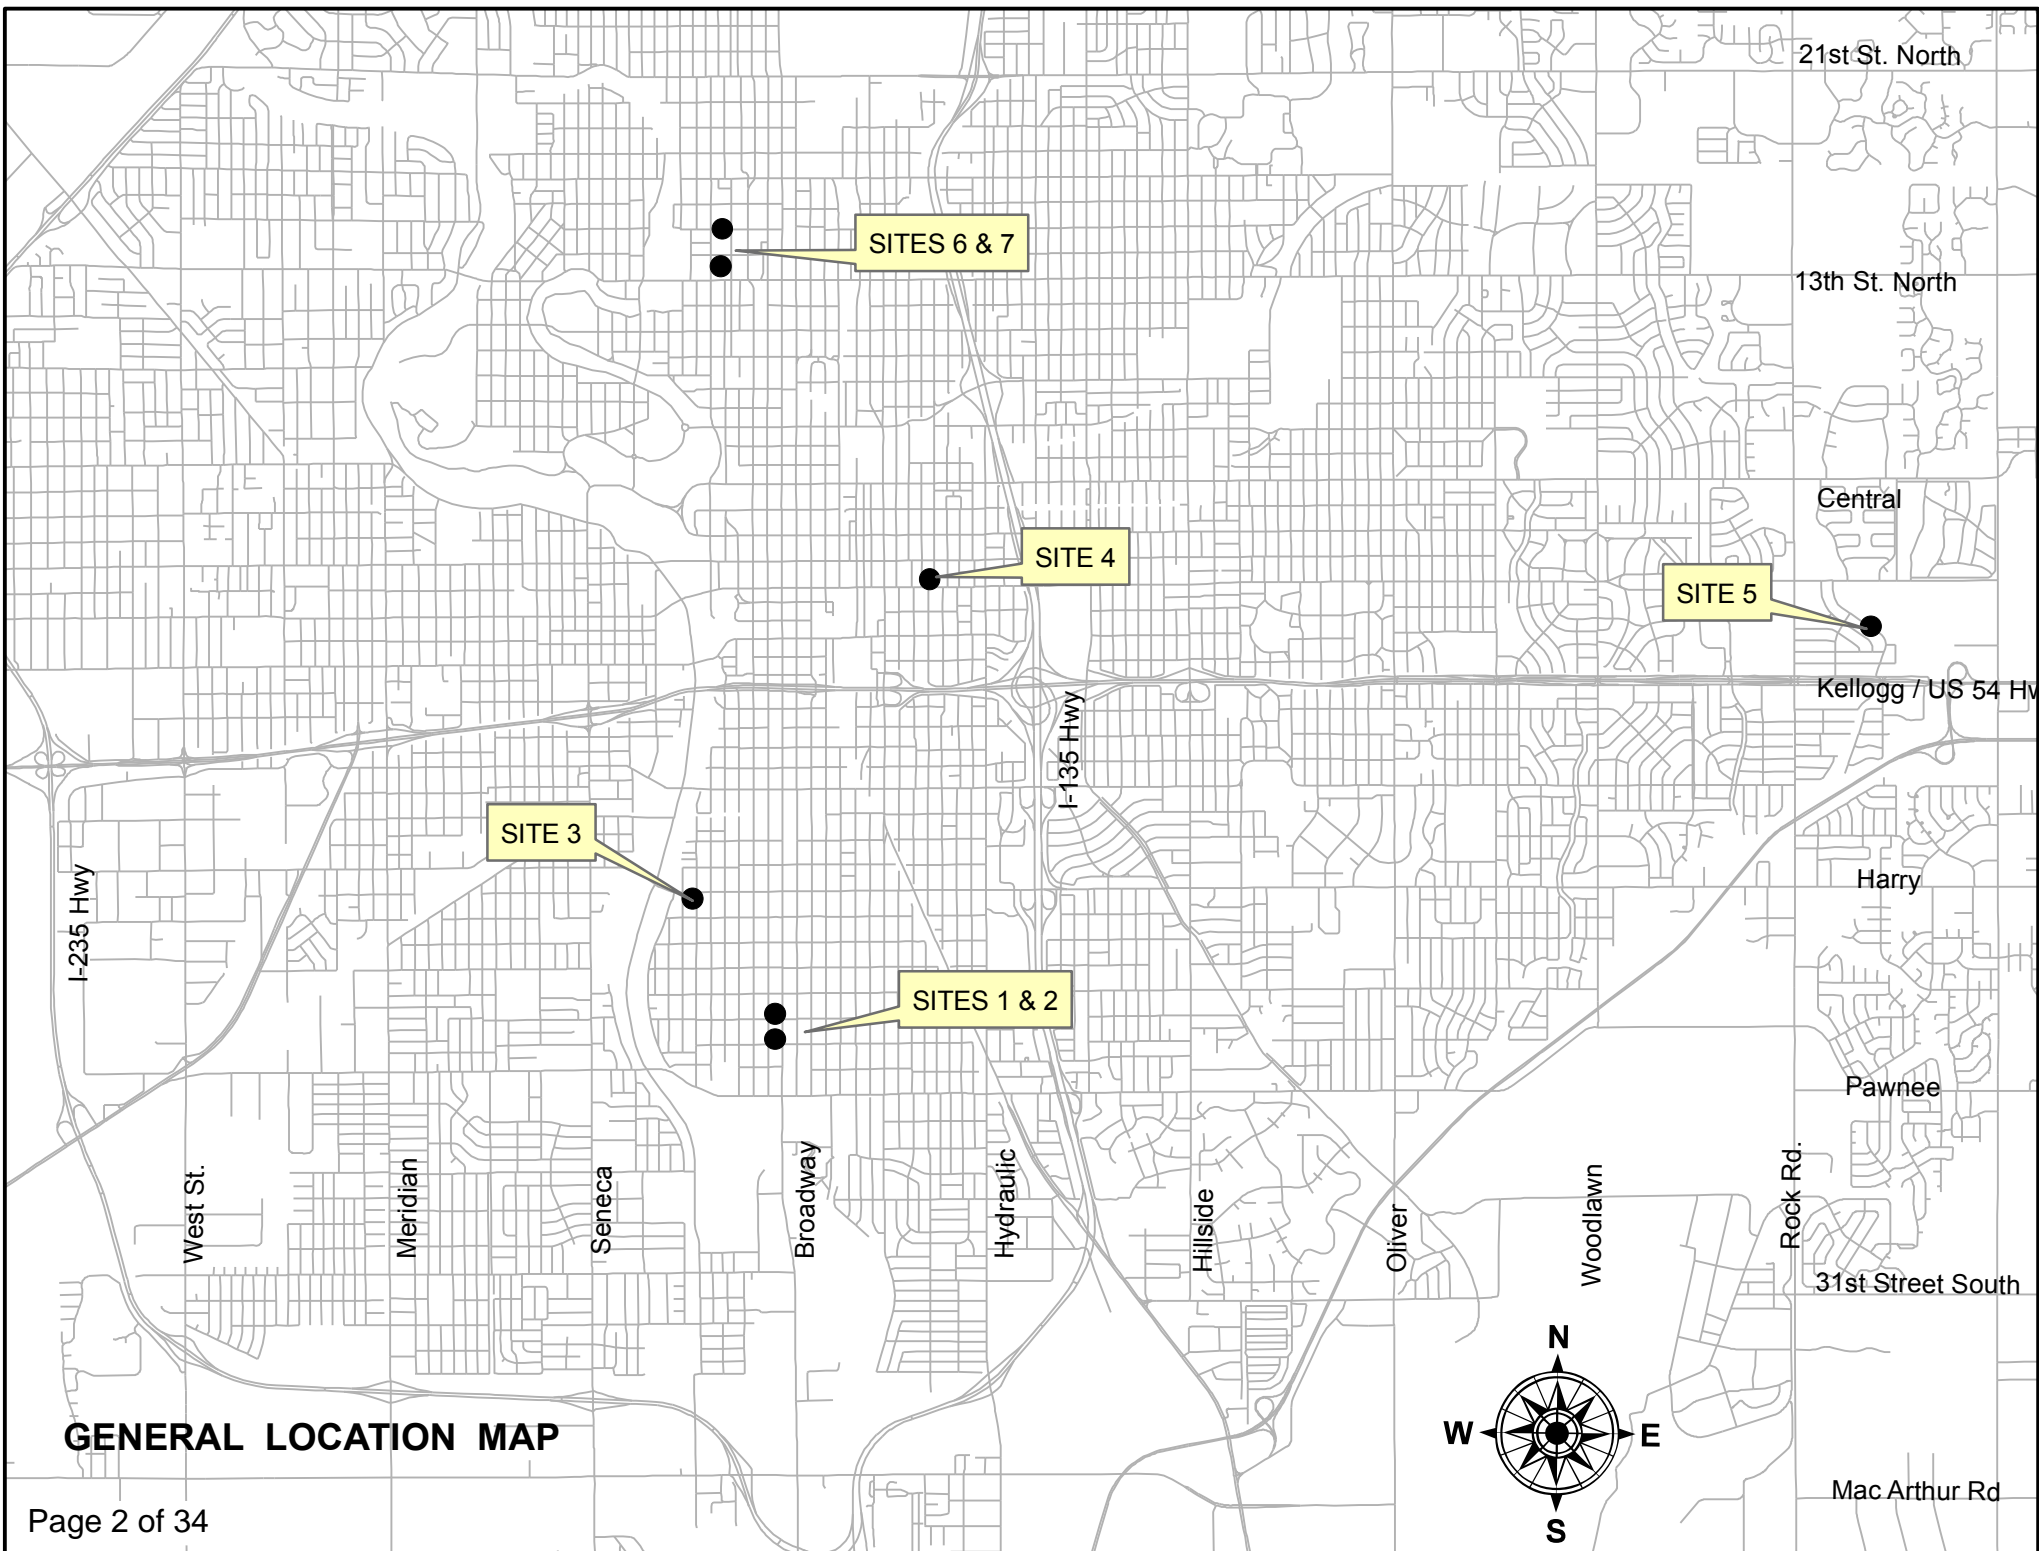 21st St. North
SITES 6 & 7
13th St. North
Central
SITE 4
SITE 5
Kellogg / US 54 Hw
I-135 Hwy
SITE 3
Harry
I-235 Hwy
SITES 1 & 2
Pawnee
West St.
Meridian
Seneca
Broadway
Hydraulic
Hillside
Oliver
Woodlawn
Rock Rd.
31st Street South
N
W E
S
GENERAL LOCATION MAP
Mac Arthur Rd
Page 2 of 34